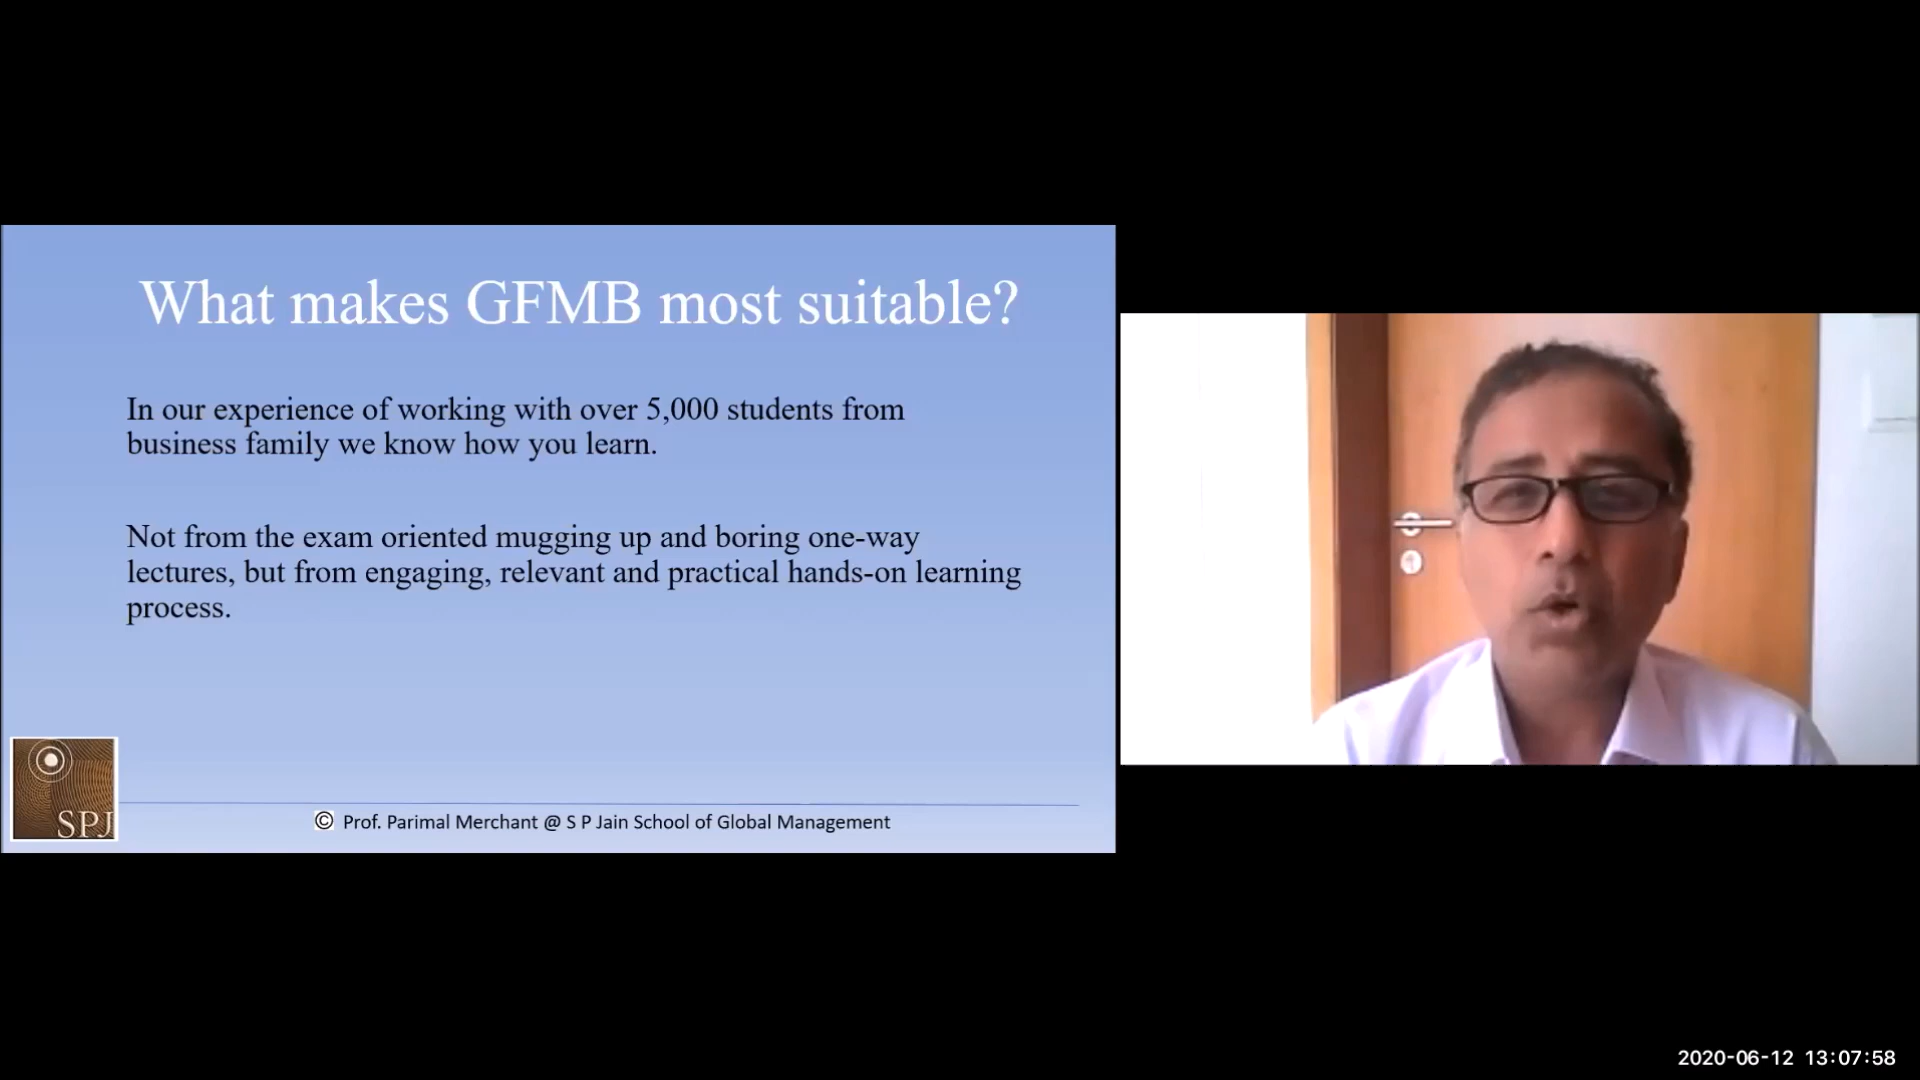 What makes GFMB most suitable?
In our experience of working with over 5,000 students from
business family we know how you learn.
Not from the exam oriented mugging up and boring one-way
lectures, but from engaging, relevant and practical hands-on learning
process.
SPJ
© Prof. Parimal Merchant @ S P Jain School of Global Management
2020-06-12 13:07:58